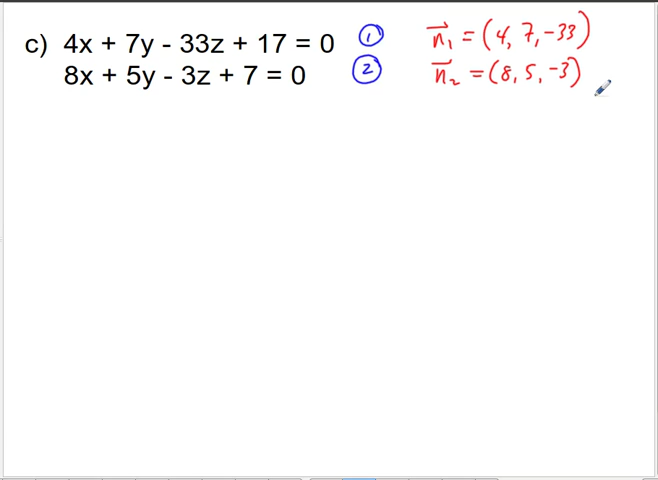 c) 4x + 7y - 33z + 17 = 0 ① n⃗₁ = (4, 7, -33)
8x + 5y - 3z + 7 = 0 ② n⃗₂ = (8, 5, -3)